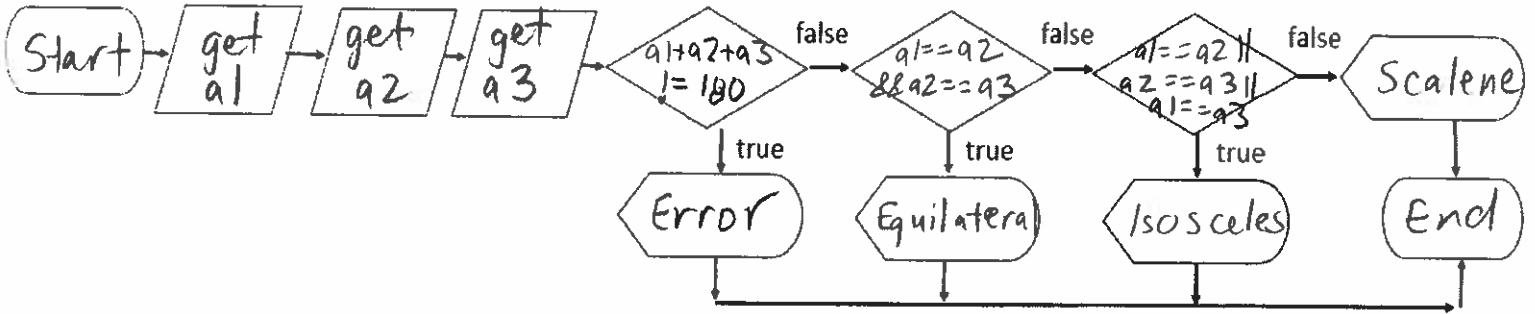 Start
get
a1
get
a2
get
a3
a1+a2+a3
!= 180
false
a1==a2
&&a2==a3
false
a1==a2||
a2==a3||
a1==a3
false
Scalene
true
true
true
Error
Equilateral
Isosceles
End